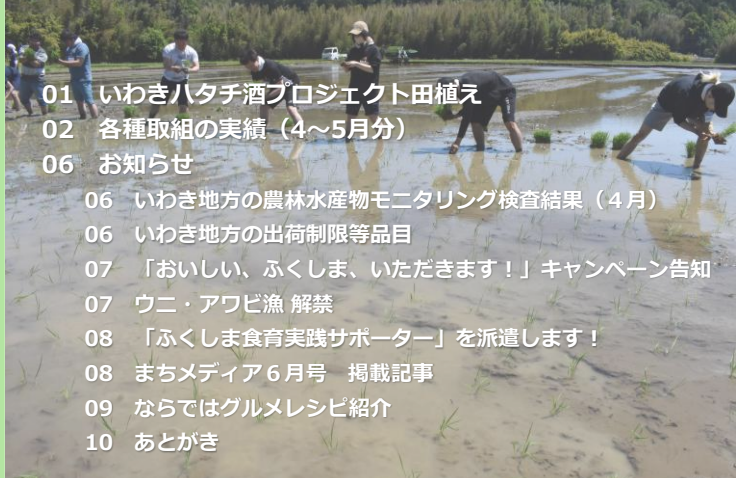 01　いわきハタチ酒プロジェクト田植え
02　各種取組の実績（4～5月分）
06　お知らせ
06　いわき地方の農林水産物モニタリング検査結果（４月）
06　いわき地方の出荷制限等品目
07　「おいしい、ふくしま、いただきます！」キャンペーン告知
07　ウニ・アワビ漁 解禁
08　「ふくしま食育実践サポーター」を派遣します！
08　まちメディア６月号　掲載記事
09　ならではグルメレシピ紹介
10　あとがき